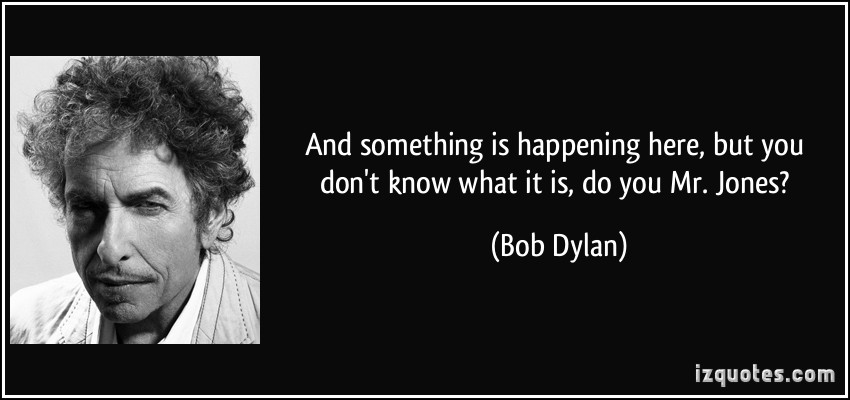 And something is happening here, but you
don't know what it is, do you Mr. Jones?
(Bob Dylan)
izquotes.com